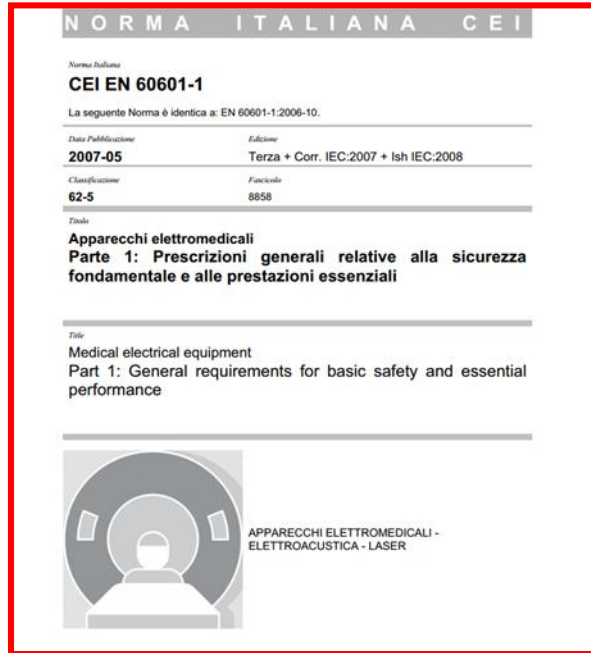 NORMA ITALIANA CEI
Norma Italiana
CEI EN 60601-1
La seguente Norma è identica a: EN 60601-1:2006-10.
Data Pubblicazione Edizione
2007-05 Terza + Corr. IEC:2007 + Ish IEC:2008
Classificazione Fascicolo
62-5 8858
Titolo
Apparecchi elettromedicali
Parte 1: Prescrizioni generali relative alla sicurezza
fondamentale e alle prestazioni essenziali
Title
Medical electrical equipment
Part 1: General requirements for basic safety and essential
performance
APPARECCHI ELETTROMEDICALI -
ELETTROACUSTICA - LASER